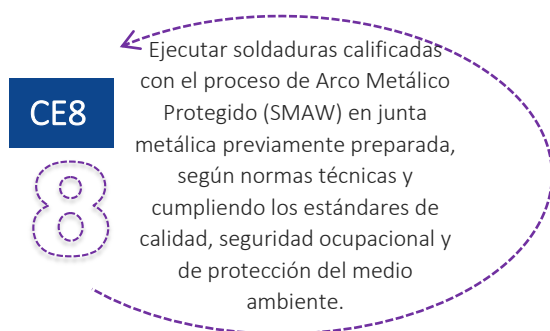 CE8
8
Ejecutar soldaduras calificadas
con el proceso de Arco Metálico
Protegido (SMAW) en junta
metálica previamente preparada,
según normas técnicas y
cumpliendo los estándares de
calidad, seguridad ocupacional y
de protección del medio
ambiente.